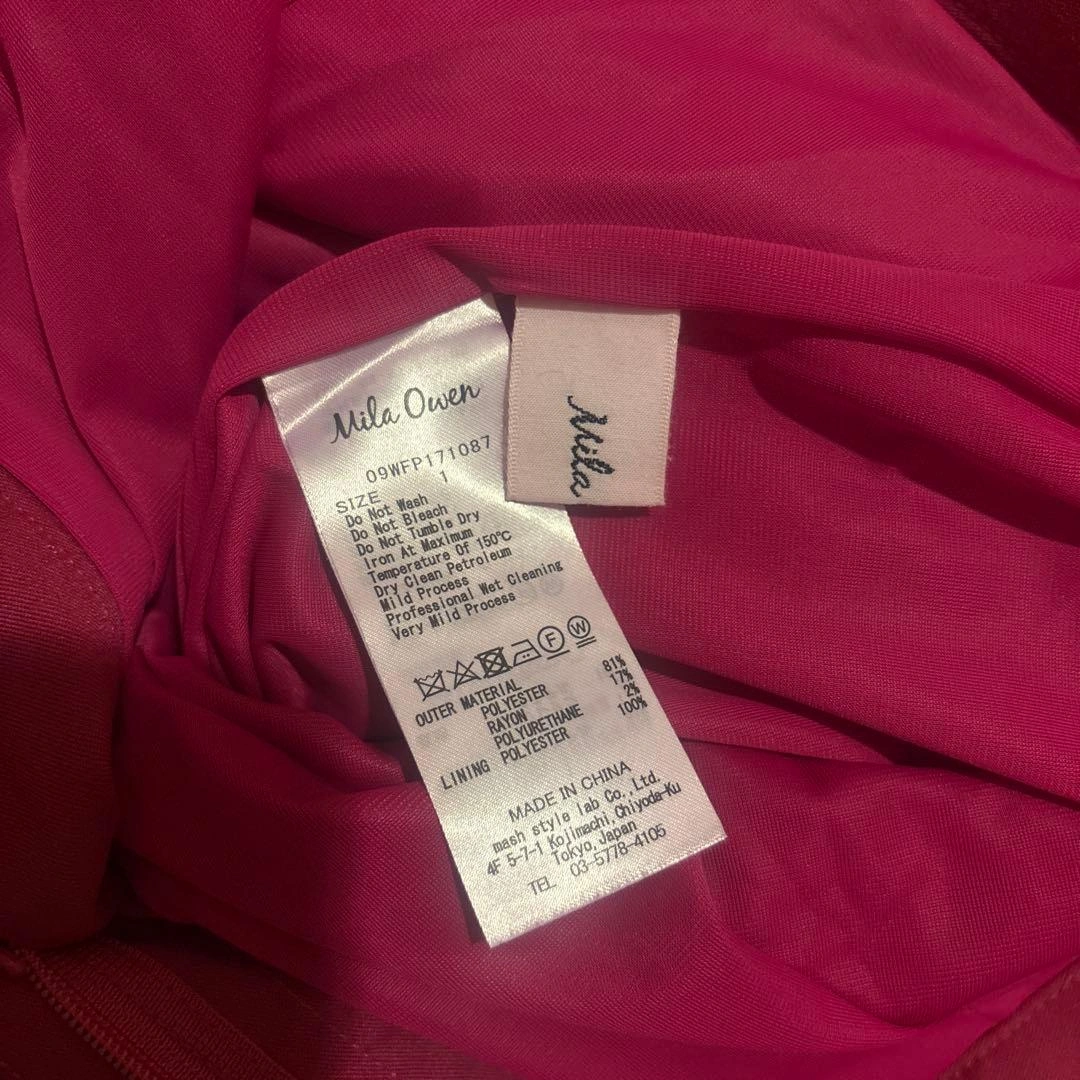 Mila Owen
09WFP171087
SIZE 1
Do Not Wash
Do Not Bleach
Do Not Tumble Dry
Iron At Maximum
Temperature Of 150℃
Dry Clean Petroleum
Mild Process
Professional Wet Cleaning
Very Mild Process
F W
OUTER MATERIAL
POLYESTER 81%
RAYON 17%
POLYURETHANE 2%
LINING POLYESTER 100%
MADE IN CHINA
mash style lab Co.,Ltd.
4F 5-7-1 Kojimachi,Chiyoda-Ku
Tokyo,Japan
TEL 03-5778-4105
Mila